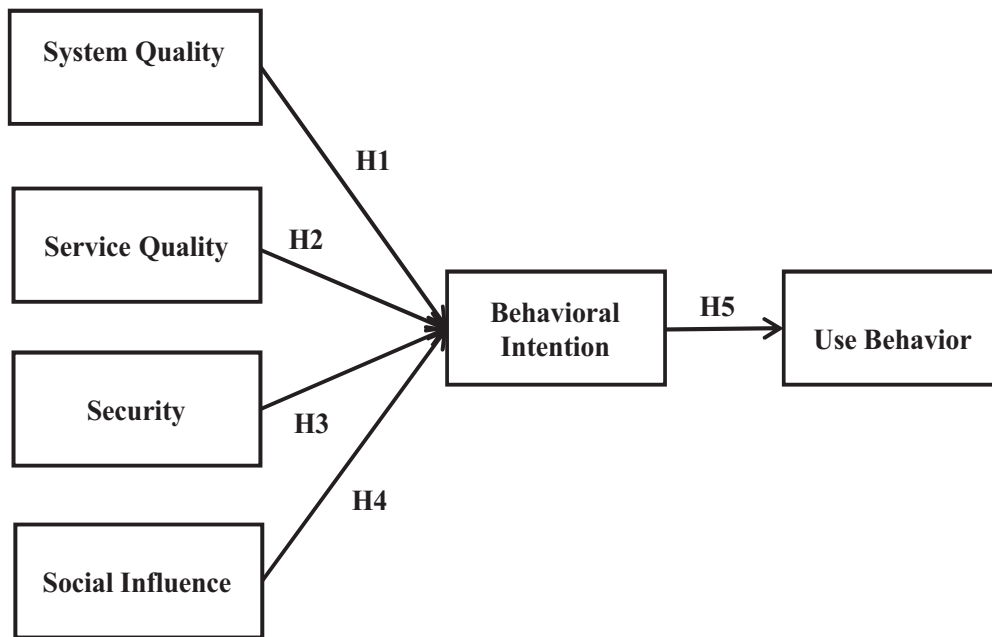 System Quality
H1
Service Quality
H2
Behavioral
Intention
H5
Use Behavior
Security
H3
H4
Social Influence